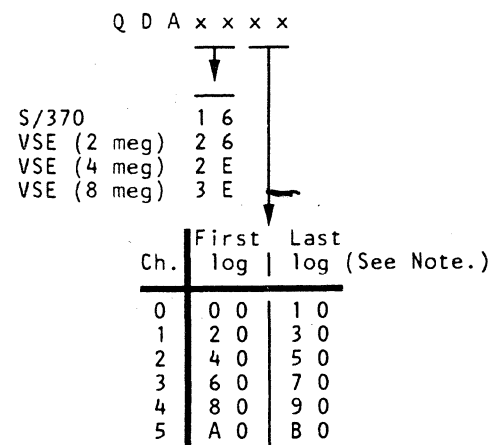 Q D A x x x x
S/370 1 6
VSE (2 meg) 2 6
VSE (4 meg) 2 E
VSE (8 meg) 3 E
First | Last
Ch. log | log (See Note.)
0 0 0 1 0
1 2 0 3 0
2 4 0 5 0
3 6 0 7 0
4 8 0 9 0
5 A 0 B 0